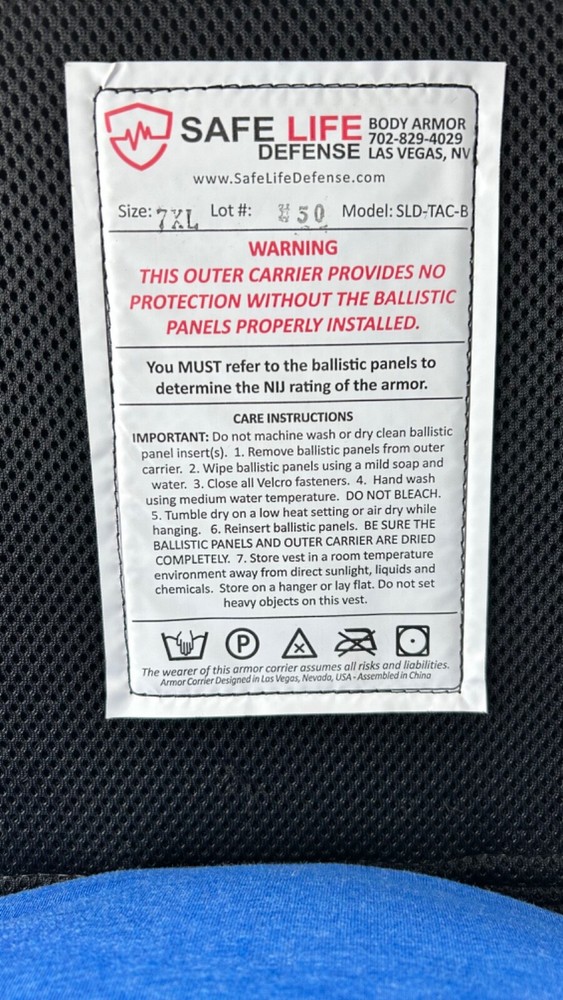 SAFE LIFE
DEFENSE
BODY ARMOR
702-829-4029
LAS VEGAS, NV
www.SafeLifeDefense.com
Size: 7XL Lot #: 50 Model: SLD-TAC-B
WARNING
THIS OUTER CARRIER PROVIDES NO
PROTECTION WITHOUT THE BALLISTIC
PANELS PROPERLY INSTALLED.
You MUST refer to the ballistic panels to
determine the NIJ rating of the armor.
CARE INSTRUCTIONS
IMPORTANT: Do not machine wash or dry clean ballistic
panel insert(s). 1. Remove ballistic panels from outer
carrier. 2. Wipe ballistic panels using a mild soap and
water. 3. Close all Velcro fasteners. 4. Hand wash
using medium water temperature. DO NOT BLEACH.
5. Tumble dry on a low heat setting or air dry while
hanging. 6. Reinsert ballistic panels. BE SURE THE
BALLISTIC PANELS AND OUTER CARRIER ARE DRIED
COMPLETELY. 7. Store vest in a room temperature
environment away from direct sunlight, liquids and
chemicals. Store on a hanger or lay flat. Do not set
heavy objects on this vest.
P
The wearer of this armor carrier assumes all risks and liabilities.
Armor Carrier Designed in Las Vegas, Nevada, USA - Assembled in China